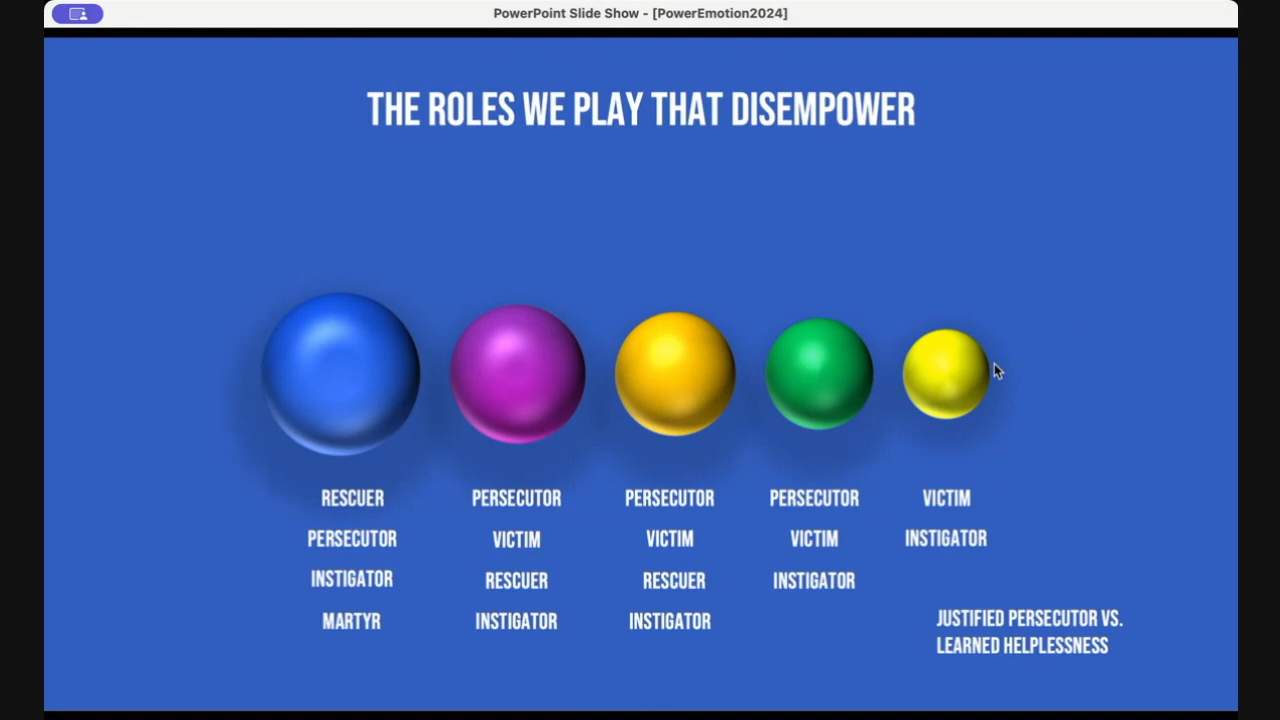 PowerPoint Slide Show - [PowerEmotion2024]
THE ROLES WE PLAY THAT DISEMPOWER
RESCUER
PERSECUTOR
INSTIGATOR
MARTYR
PERSECUTOR
VICTIM
RESCUER
INSTIGATOR
PERSECUTOR
VICTIM
RESCUER
INSTIGATOR
PERSECUTOR
VICTIM
INSTIGATOR
VICTIM
INSTIGATOR
JUSTIFIED PERSECUTOR VS.
LEARNED HELPLESSNESS